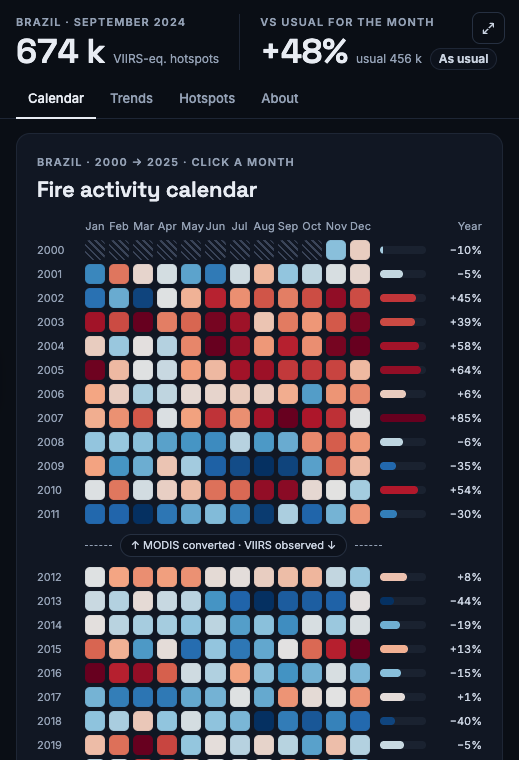 BRAZIL · SEPTEMBER 2024
674 k VIIRS-eq. hotspots
VS USUAL FOR THE MONTH
+48% usual 456 k As usual
Calendar Trends Hotspots About
BRAZIL · 2000 → 2025 · CLICK A MONTH
Fire activity calendar
Jan Feb Mar Apr May Jun Jul Aug Sep Oct Nov Dec Year
2000 −10%
2001 −5%
2002 +45%
2003 +39%
2004 +58%
2005 +64%
2006 +6%
2007 +85%
2008 −6%
2009 −35%
2010 +54%
2011 −30%
↑ MODIS converted · VIIRS observed ↓
2012 +8%
2013 −44%
2014 −19%
2015 +13%
2016 −15%
2017 +1%
2018 −40%
2019 −5%